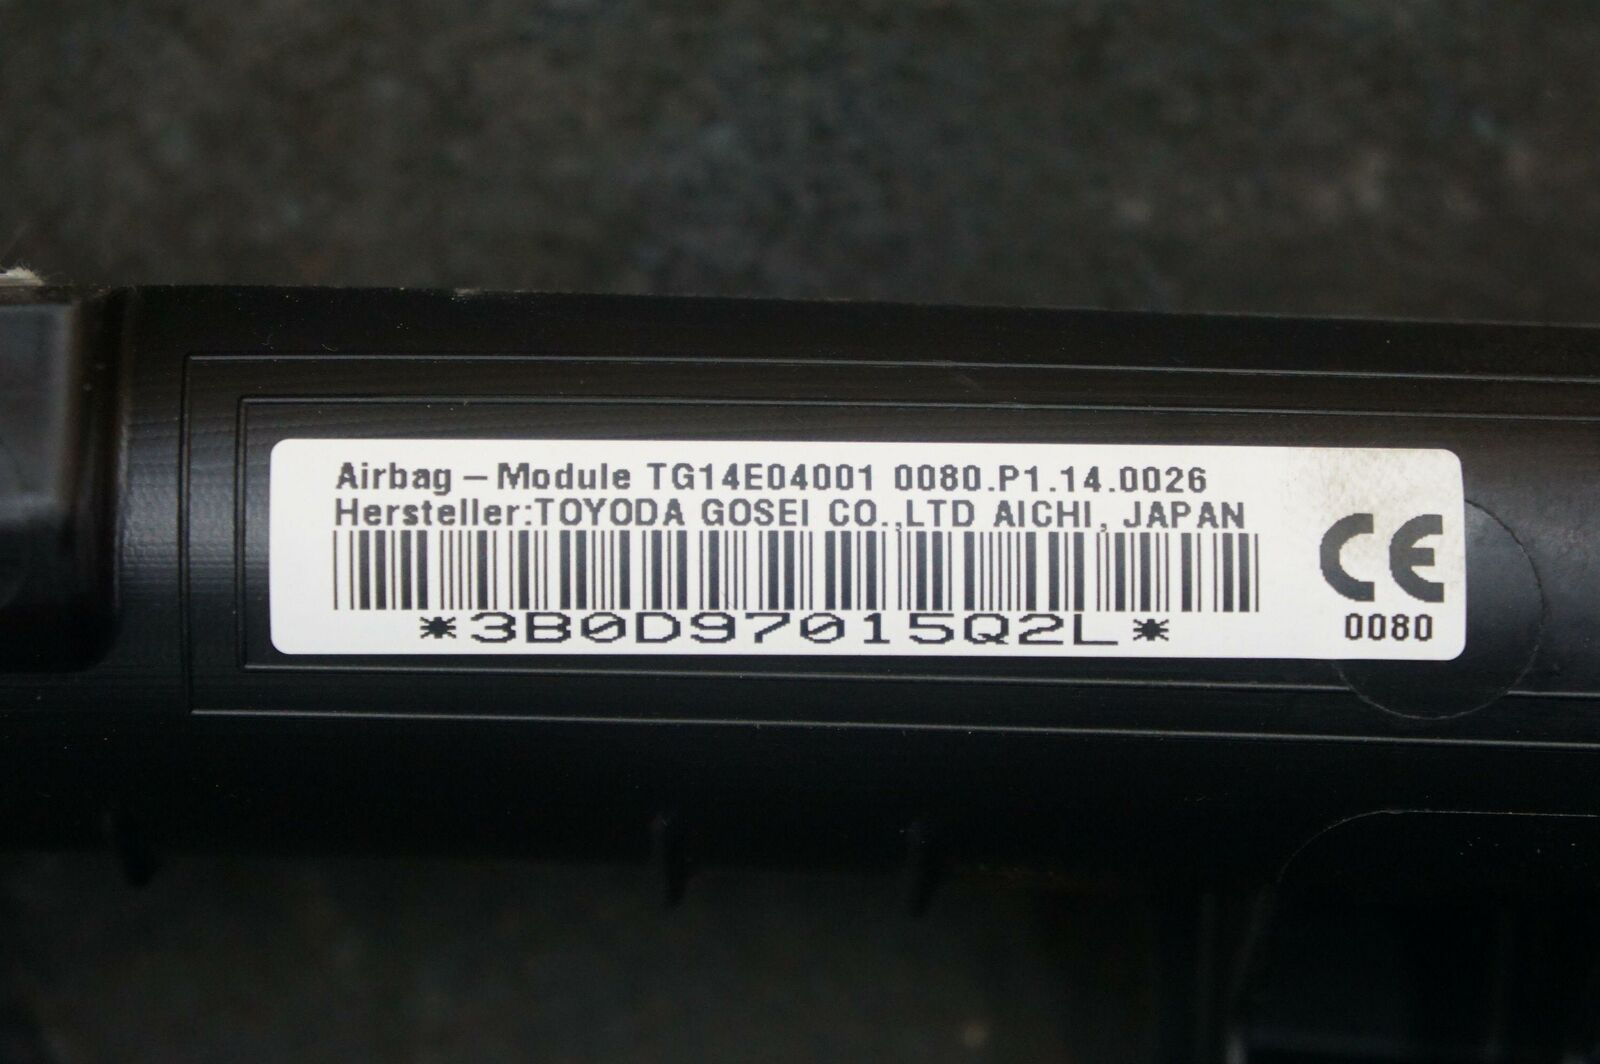 Airbag – Module TG14E04001 0080.P1.14.0026
Hersteller:TOYODA GOSEI CO.,LTD AICHI, JAPAN
*3B0D97015Q2L*
CE
0080